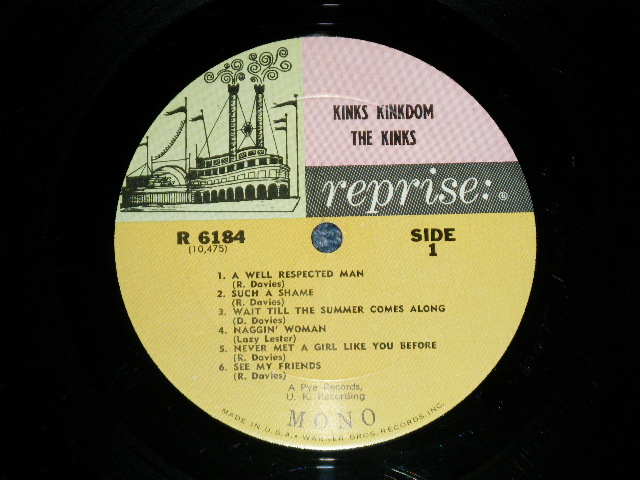 KINKS KINKDOM
THE KINKS
reprise:®
R 6184
(10,475)
SIDE
1
1. A WELL RESPECTED MAN
(R. Davies)
2. SUCH A SHAME
(R. Davies)
3. WAIT TILL THE SUMMER COMES ALONG
(D. Davies)
4. NAGGIN' WOMAN
(Lazy Lester)
5. NEVER MET A GIRL LIKE YOU BEFORE
(R. Davies)
6. SEE MY FRIENDS
(R. Davies)
A Pye Records,
U. K. Recording
MONO
MADE IN U.S.A. • WARNER BROS. RECORDS INC.